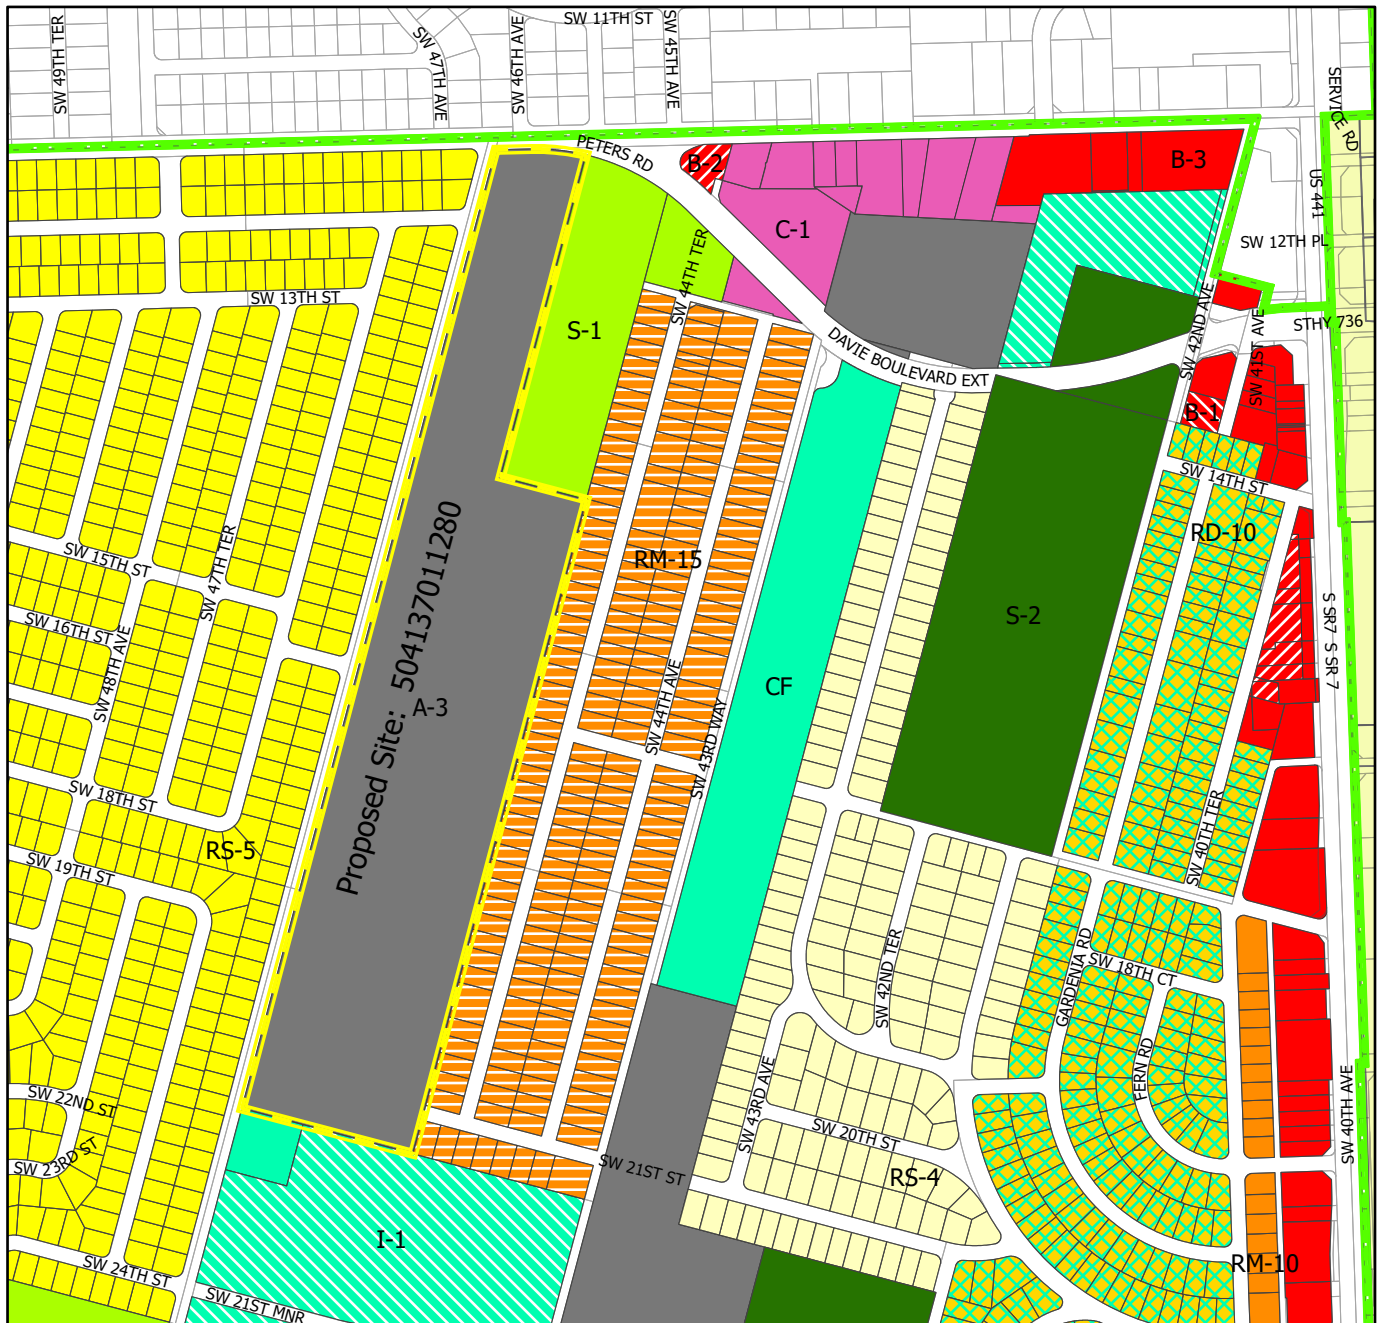 SW 11TH ST
SW 49TH TER
SW 47TH AVE
SW 46TH AVE
SW 45TH AVE
SERVICE RD
PETERS RD
B-2
B-3
US 441
C-1
SW 12TH PL
SW 44TH TER
SW 13TH ST
S-1
SW 42ND AVE
SW 41ST AVE
STHY 736
DAVIE BOULEVARD EXT
B-1
SW 14TH ST
RD-10
RM-15
SW 15TH ST
SW 47TH TER
SW 16TH ST
SW 48TH AVE
Proposed Site: 504137011280
A-3
S-2
S SR7
S SR 7
CF
SW 44TH AVE
SW 43RD WAY
SW 18TH ST
RS-5
SW 19TH ST
SW 40TH TER
SW 42ND TER
GARDENIA RD
SW 18TH CT
FERN RD
SW 22ND ST
SW 23RD ST
SW 43RD AVE
SW 20TH ST
SW 40TH AVE
SW 21ST ST
RS-4
I-1
SW 24TH ST
RM-10
SW 21ST MNR